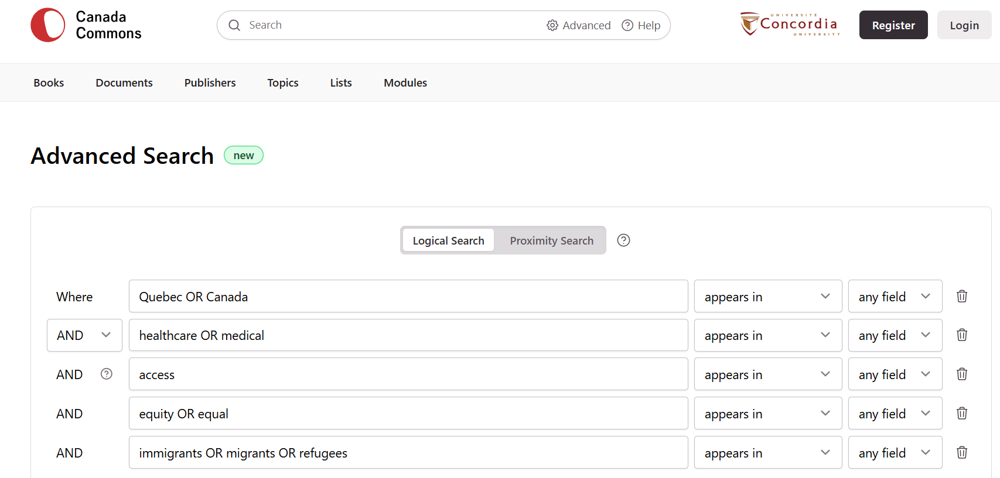 Canada
Commons
Search
Advanced
Help
UNIVERSITÉ
Concordia
UNIVERSITY
Register
Login
Books
Documents
Publishers
Topics
Lists
Modules
Advanced Search
new
Logical Search
Proximity Search
Where
Quebec OR Canada
appears in
any field
AND
healthcare OR medical
appears in
any field
AND
access
appears in
any field
AND
equity OR equal
appears in
any field
AND
immigrants OR migrants OR refugees
appears in
any field